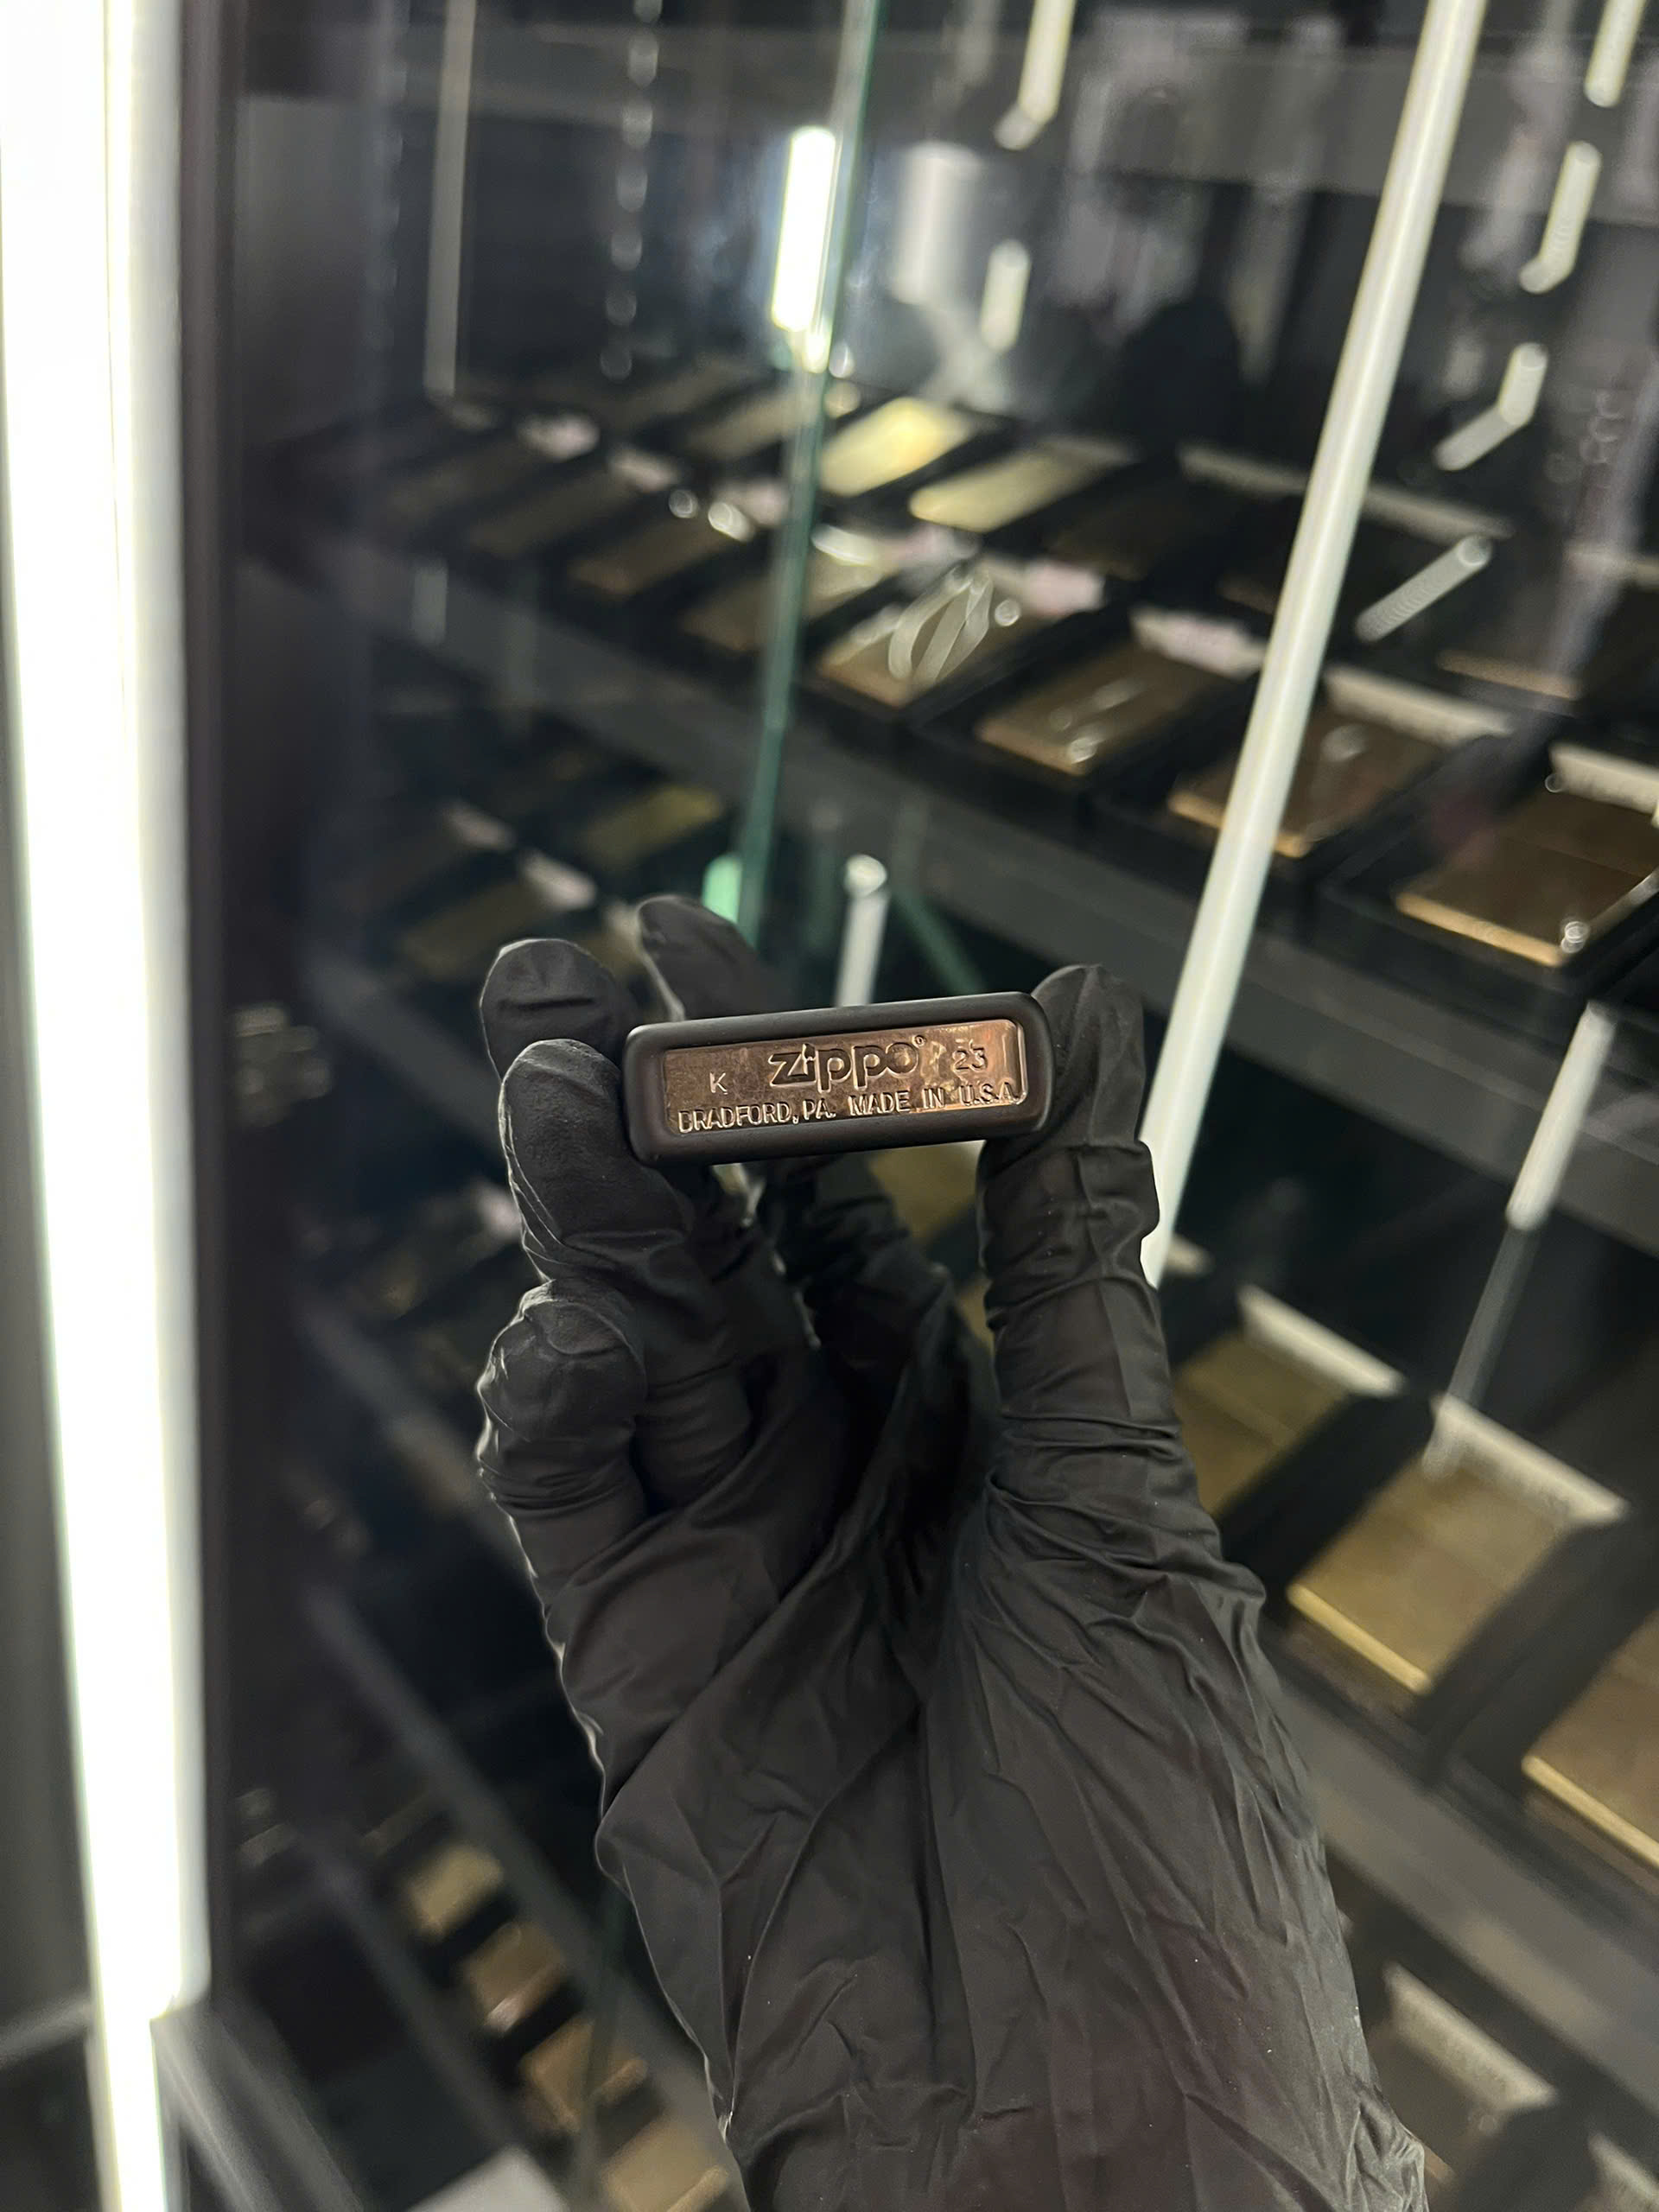 K zippo® 23
BRADFORD, PA. MADE IN U.S.A